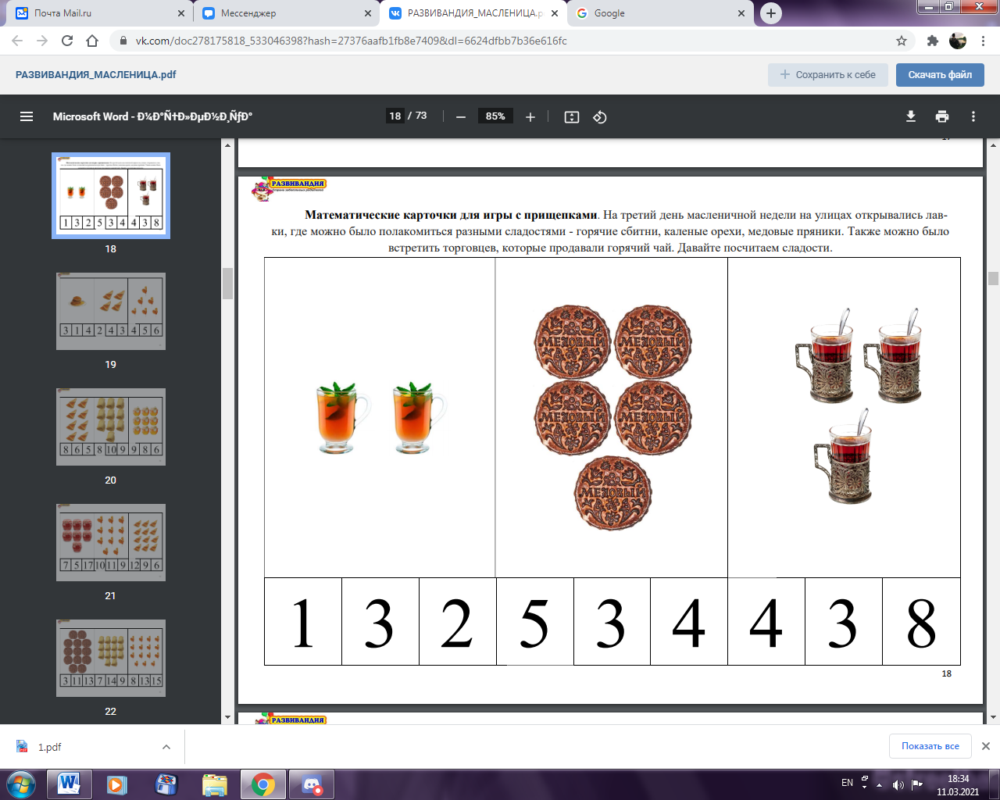 Почта Mail.ru
Мессенджер
РАЗВИВАНДИЯ_МАСЛЕНИЦА.p
Google
vk.com/doc278175818_533046398?hash=27376aafb1fb8e7409&dl=6624dfbb7b36e616fc
РАЗВИВАНДИЯ_МАСЛЕНИЦА.pdf
Сохранить к себе
Скачать файл
Microsoft Word - Ð¼Ð°Ñ†Ð»ÐµÐ½Ð¸ÑƒÐ°
18 / 73
85%
1 3 2 5 3 4 4 3 8
18
3 1 4 2 4 3 4 5 6
19
8 6 5 8 10 9 9 8 6
20
7 5 17 10 11 9 12 9 6
21
3 11 13 7 14 9 8 13 15
22
17
РАЗВИВАНДИЯ
страна заботливых родителей
Математические карточки для игры с прищепками. На третий день масленичной недели на улицах открывались лав-
ки, где можно было полакомиться разными сладостями - горячие сбитни, каленые орехи, медовые пряники. Также можно было
встретить торговцев, которые продавали горячий чай. Давайте посчитаем сладости.
МЕДОВЫЙ МЕДОВЫЙ
МЕДОВЫЙ МЕДОВЫЙ
МЕДОВЫЙ
1 3 2 5 3 4 4 3 8
18
РАЗВИВАНДИЯ
1.pdf
Показать все
EN
18:34
11.03.2021